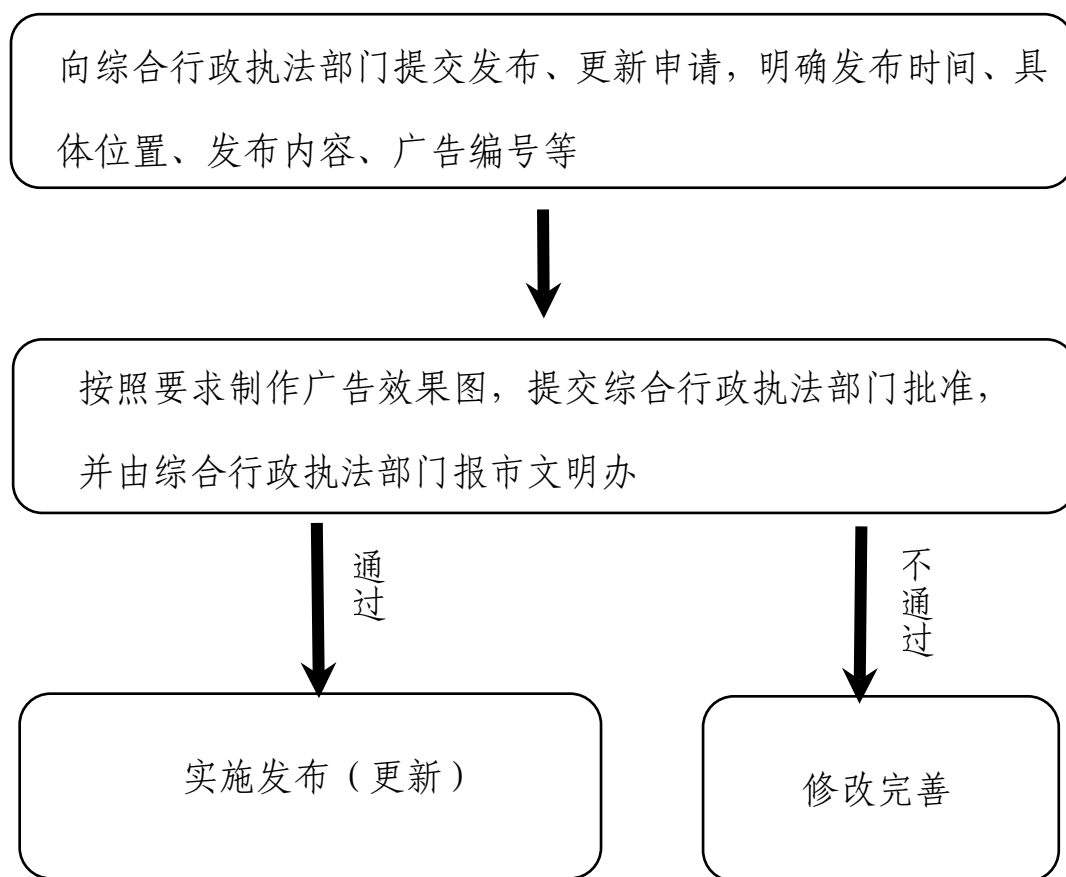 向综合行政执法部门提交发布、更新申请，明确发布时间、具
体位置、发布内容、广告编号等
按照要求制作广告效果图，提交综合行政执法部门批准，
并由综合行政执法部门报市文明办
通过
不通过
实施发布（更新）
修改完善